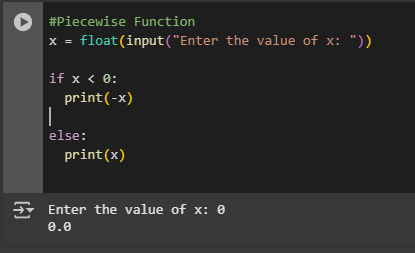 #Piecewise Function
x = float(input("Enter the value of x: "))
if x < 0:
  print(-x)
else:
  print(x)
Enter the value of x: 0
0.0